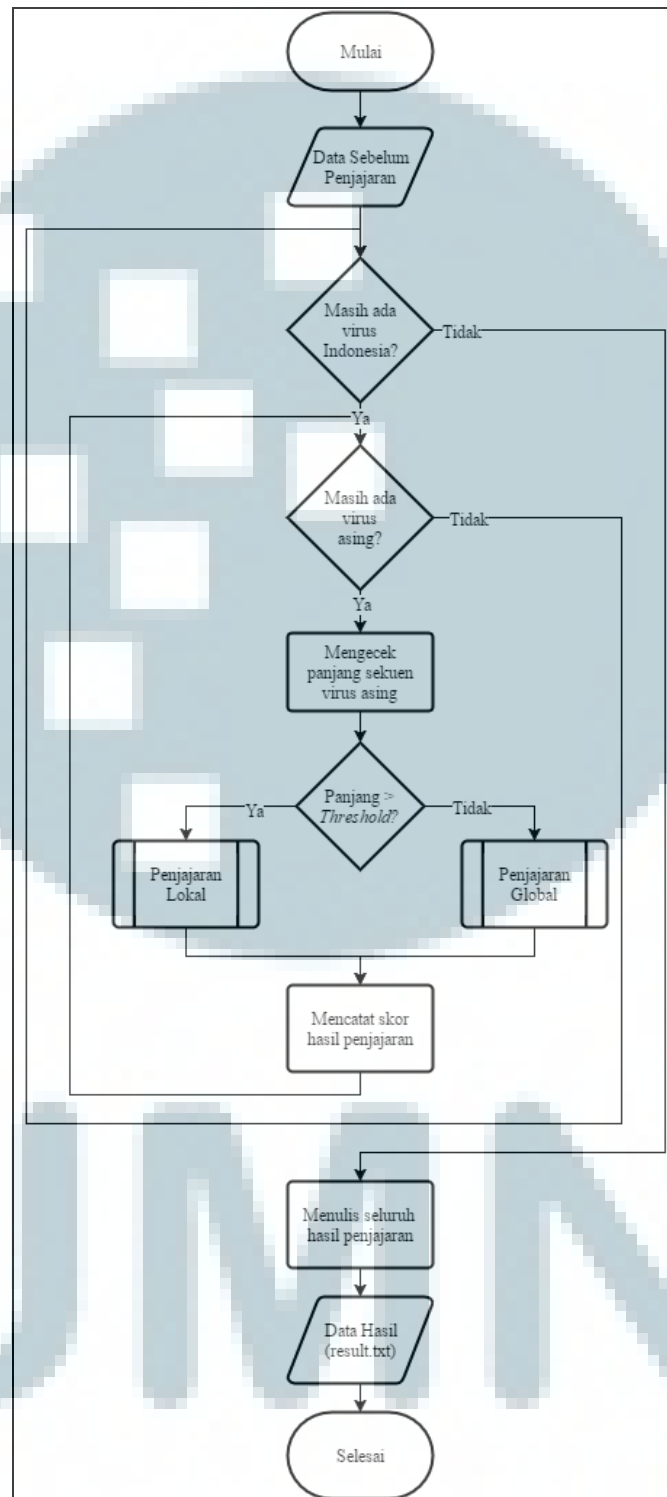 Mulai
Data Sebelum
Penjajaran
Masih ada
virus
Indonesia?
Tidak
Ya
Masih ada
virus
asing?
Tidak
Ya
Mengecek
panjang sekuen
virus asing
Panjang >
Threshold?
Ya
Tidak
Penjajaran
Lokal
Penjajaran
Global
Mencatat skor
hasil penjajaran
Menulis seluruh
hasil penjajaran
Data Hasil
(result.txt)
Selesai
UMN